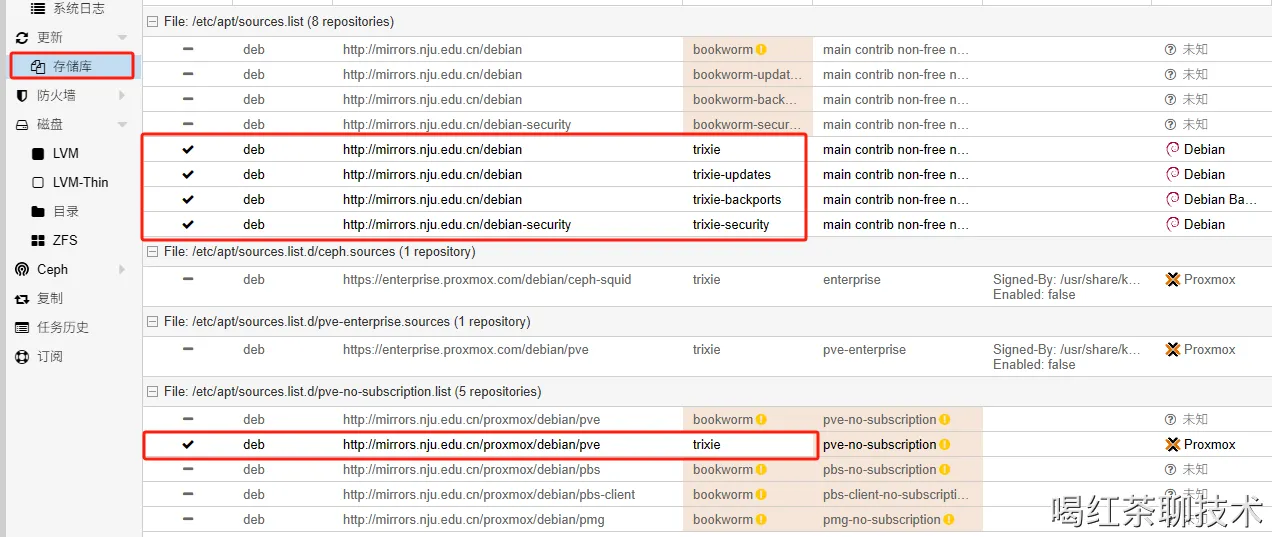 系统日志
更新
存储库
防火墙
磁盘
LVM
LVM-Thin
目录
ZFS
Ceph
复制
任务历史
订阅
File: /etc/apt/sources.list (8 repositories)
deb http://mirrors.nju.edu.cn/debian bookworm main contrib non-free n… 未知
deb http://mirrors.nju.edu.cn/debian bookworm-updat… main contrib non-free n… 未知
deb http://mirrors.nju.edu.cn/debian bookworm-back… main contrib non-free n… 未知
deb http://mirrors.nju.edu.cn/debian-security bookworm-secur… main contrib non-free n… 未知
deb http://mirrors.nju.edu.cn/debian trixie main contrib non-free n… Debian
deb http://mirrors.nju.edu.cn/debian trixie-updates main contrib non-free n… Debian
deb http://mirrors.nju.edu.cn/debian trixie-backports main contrib non-free n… Debian Ba…
deb http://mirrors.nju.edu.cn/debian-security trixie-security main contrib non-free n… Debian
File: /etc/apt/sources.list.d/ceph.sources (1 repository)
deb https://enterprise.proxmox.com/debian/ceph-squid trixie enterprise Signed-By: /usr/share/k… Proxmox
Enabled: false
File: /etc/apt/sources.list.d/pve-enterprise.sources (1 repository)
deb https://enterprise.proxmox.com/debian/pve trixie pve-enterprise Signed-By: /usr/share/k… Proxmox
Enabled: false
File: /etc/apt/sources.list.d/pve-no-subscription.list (5 repositories)
deb http://mirrors.nju.edu.cn/proxmox/debian/pve bookworm pve-no-subscription 未知
deb http://mirrors.nju.edu.cn/proxmox/debian/pve trixie pve-no-subscription Proxmox
deb http://mirrors.nju.edu.cn/proxmox/debian/pbs bookworm pbs-no-subscription 未知
deb http://mirrors.nju.edu.cn/proxmox/debian/pbs-client bookworm pbs-client-no-subscripti… 未知
deb http://mirrors.nju.edu.cn/proxmox/debian/pmg bookworm pmg-no-subscription 未知
喝红茶聊技术